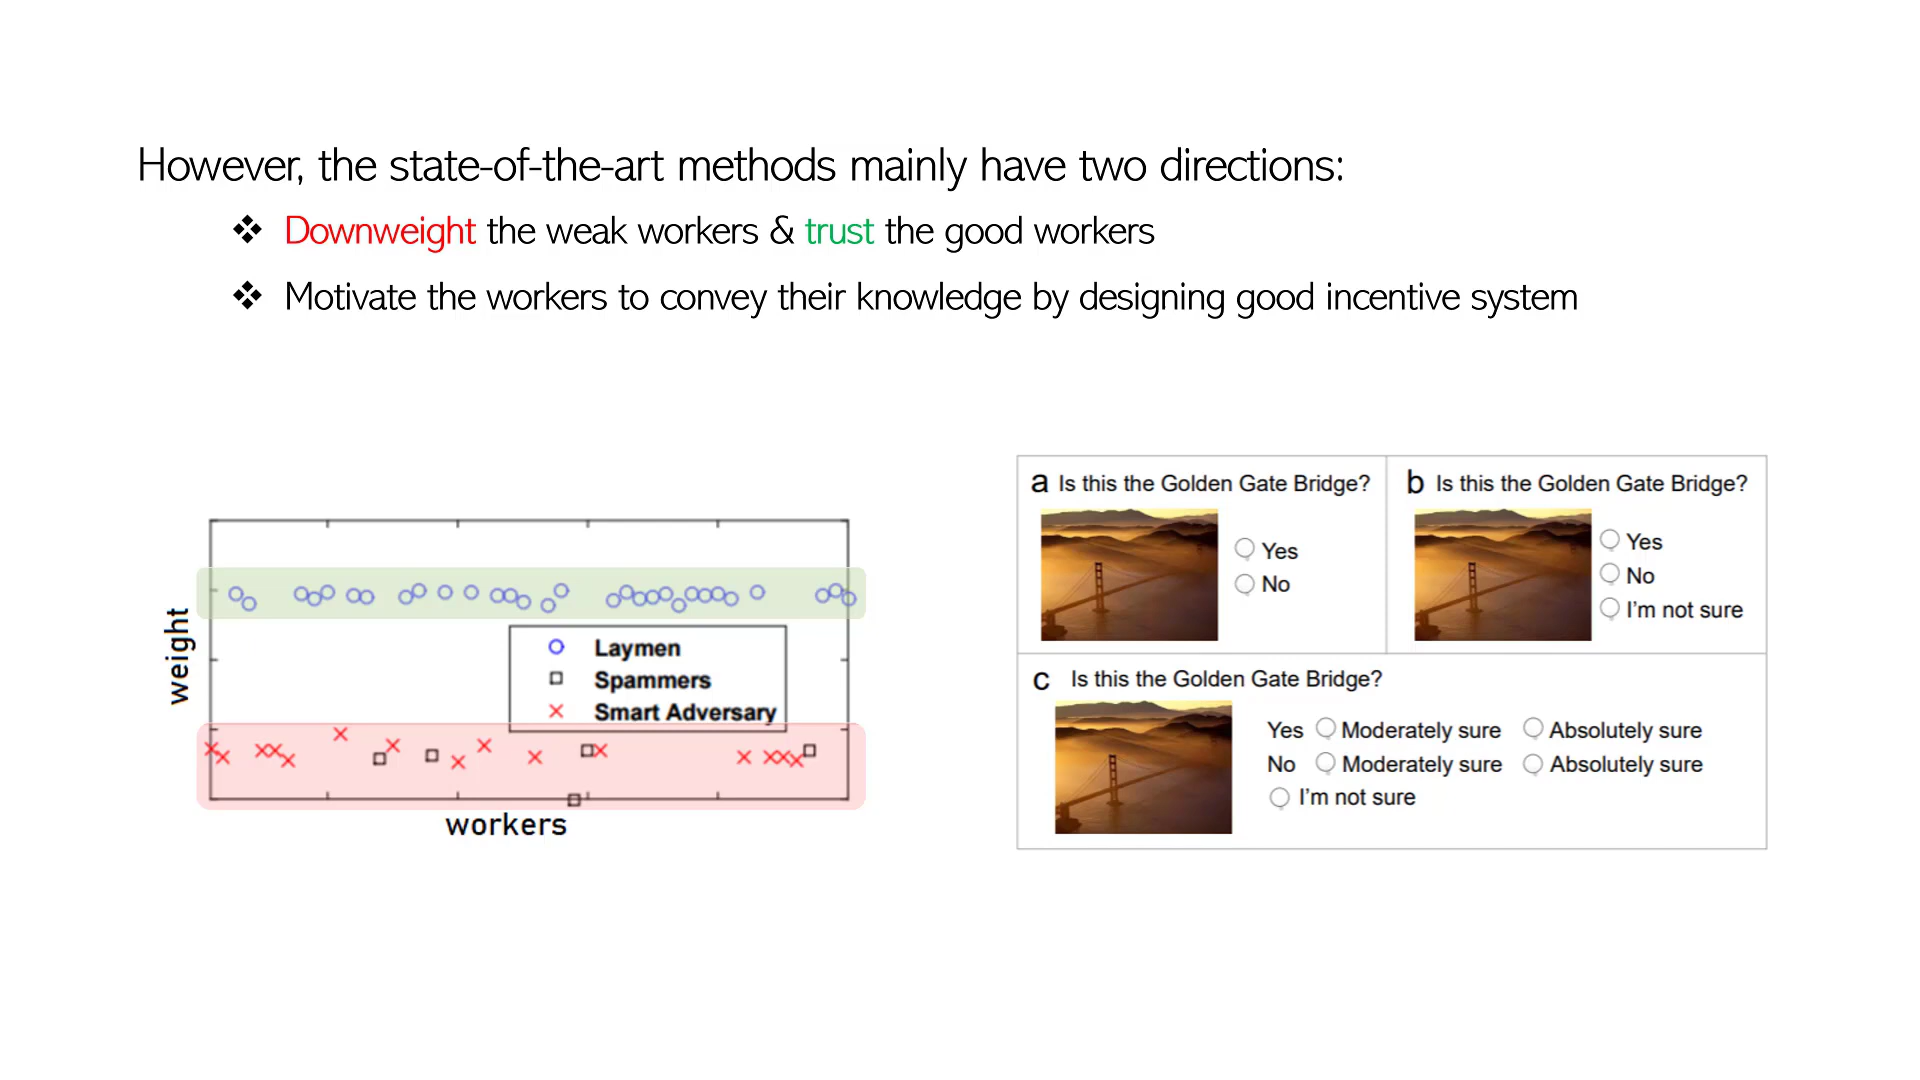 However, the state-of-the-art methods mainly have two directions:
❖ Downweight the weak workers & trust the good workers
❖ Motivate the workers to convey their knowledge by designing good incentive system
weight
Laymen
Spammers
Smart Adversary
workers
a Is this the Golden Gate Bridge?
Yes
No
b Is this the Golden Gate Bridge?
Yes
No
I'm not sure
c Is this the Golden Gate Bridge?
Yes Moderately sure Absolutely sure
No Moderately sure Absolutely sure
I'm not sure